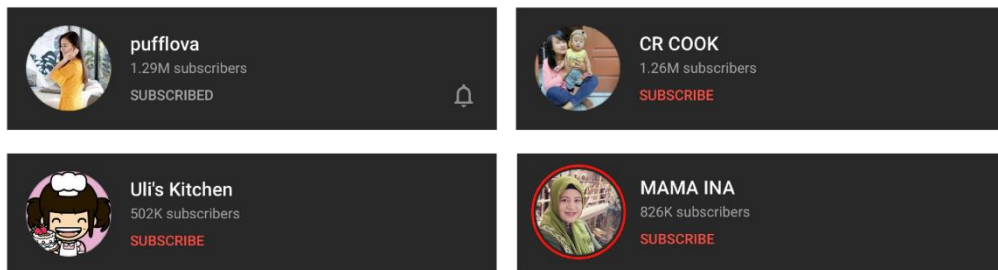 pufflova
1.29M subscribers
SUBSCRIBED
CR COOK
1.26M subscribers
SUBSCRIBE
Uli's Kitchen
502K subscribers
SUBSCRIBE
MAMA INA
826K subscribers
SUBSCRIBE